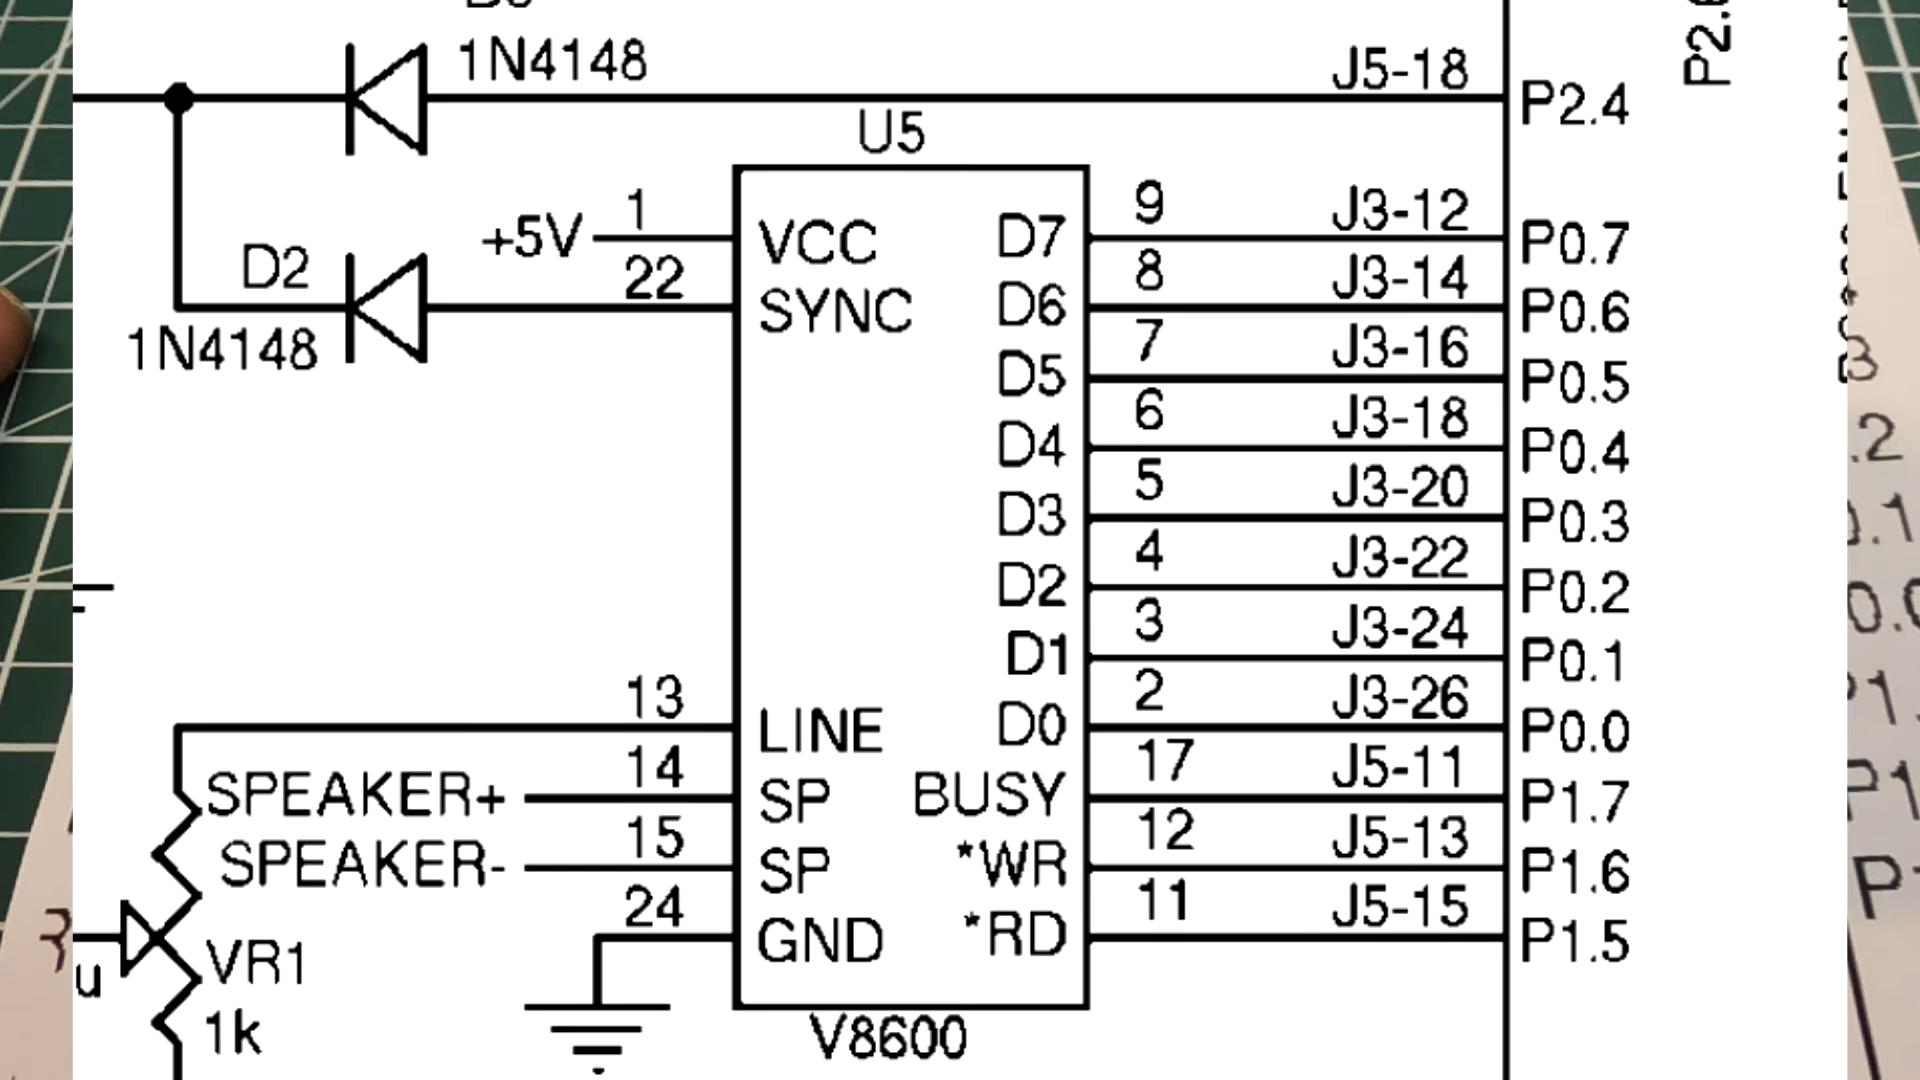 1N4148
J5-18
P2.4
U5
+5V
1
VCC
D7
9
J3-12
P0.7
D2
22
SYNC
D6
8
J3-14
P0.6
1N4148
D5
7
J3-16
P0.5
D4
6
J3-18
P0.4
D3
5
J3-20
P0.3
D2
4
J3-22
P0.2
D1
3
J3-24
P0.1
13
LINE
D0
2
J3-26
P0.0
SPEAKER+
14
SP
BUSY
17
J5-11
P1.7
SPEAKER-
15
SP
*WR
12
J5-13
P1.6
24
GND
*RD
11
J5-15
P1.5
u
VR1
1k
V8600